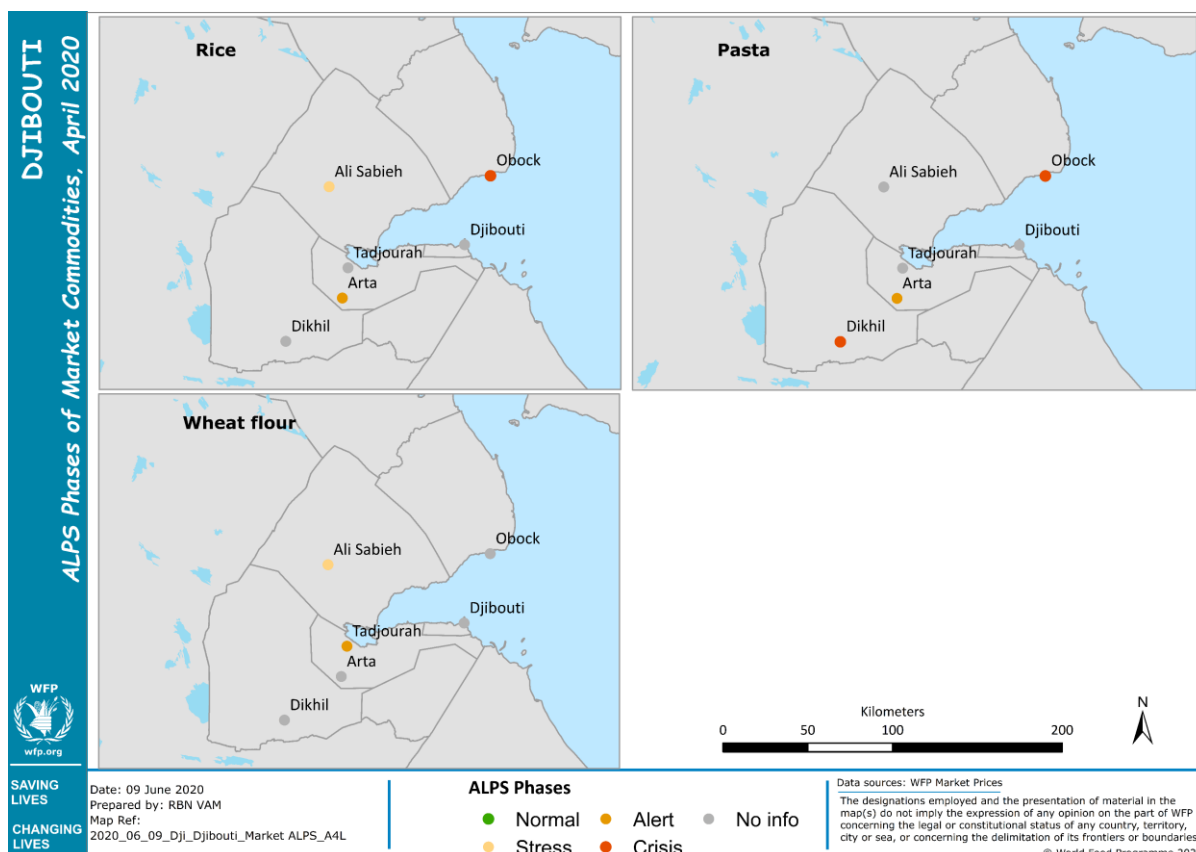 DJIBOUTI
ALPS Phases of Market Commodities, April 2020
WFP
wfp.org
SAVING
LIVES
CHANGING
LIVES
Rice
Ali Sabieh
Obock
Djibouti
Tadjourah
Arta
Dikhil
Pasta
Ali Sabieh
Obock
Djibouti
Tadjourah
Arta
Dikhil
Wheat flour
Ali Sabieh
Obock
Djibouti
Tadjourah
Arta
Dikhil
Kilometers
0 50 100 200
N
Date: 09 June 2020
Prepared by: RBN VAM
Map Ref:
2020_06_09_Dji_Djibouti_Market ALPS_A4L
ALPS Phases
Normal Alert No info
Stress Crisis
Data sources: WFP Market Prices
The designations employed and the presentation of material in the
map(s) do not imply the expression of any opinion on the part of WFP
concerning the legal or constitutional status of any country, territory,
city or sea, or concerning the delimitation of its frontiers or boundaries
© World Food Programme